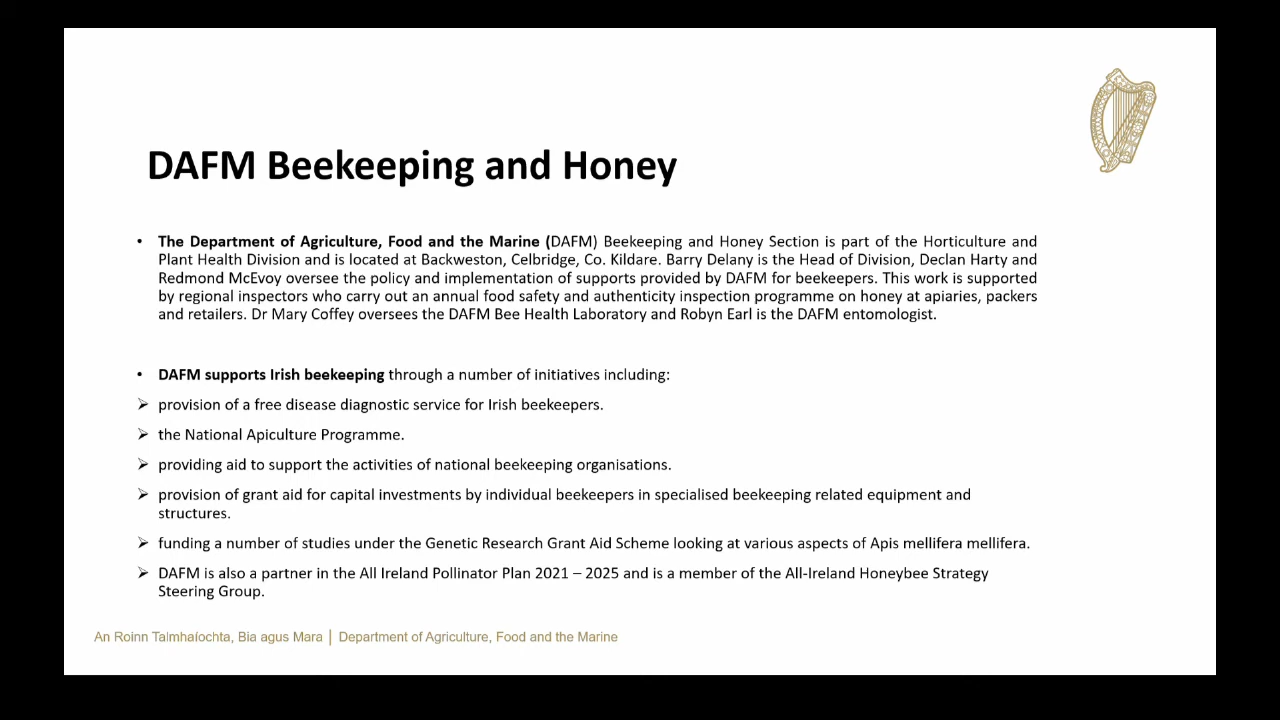 DAFM Beekeeping and Honey
• The Department of Agriculture, Food and the Marine (DAFM) Beekeeping and Honey Section is part of the Horticulture and
Plant Health Division and is located at Backweston, Celbridge, Co. Kildare. Barry Delany is the Head of Division, Declan Harty and
Redmond McEvoy oversee the policy and implementation of supports provided by DAFM for beekeepers. This work is supported
by regional inspectors who carry out an annual food safety and authenticity inspection programme on honey at apiaries, packers
and retailers. Dr Mary Coffey oversees the DAFM Bee Health Laboratory and Robyn Earl is the DAFM entomologist.
• DAFM supports Irish beekeeping through a number of initiatives including:
➢ provision of a free disease diagnostic service for Irish beekeepers.
➢ the National Apiculture Programme.
➢ providing aid to support the activities of national beekeeping organisations.
➢ provision of grant aid for capital investments by individual beekeepers in specialised beekeeping related equipment and
structures.
➢ funding a number of studies under the Genetic Research Grant Aid Scheme looking at various aspects of Apis mellifera mellifera.
➢ DAFM is also a partner in the All Ireland Pollinator Plan 2021 – 2025 and is a member of the All-Ireland Honeybee Strategy
Steering Group.
An Roinn Talmhaíochta, Bia agus Mara | Department of Agriculture, Food and the Marine